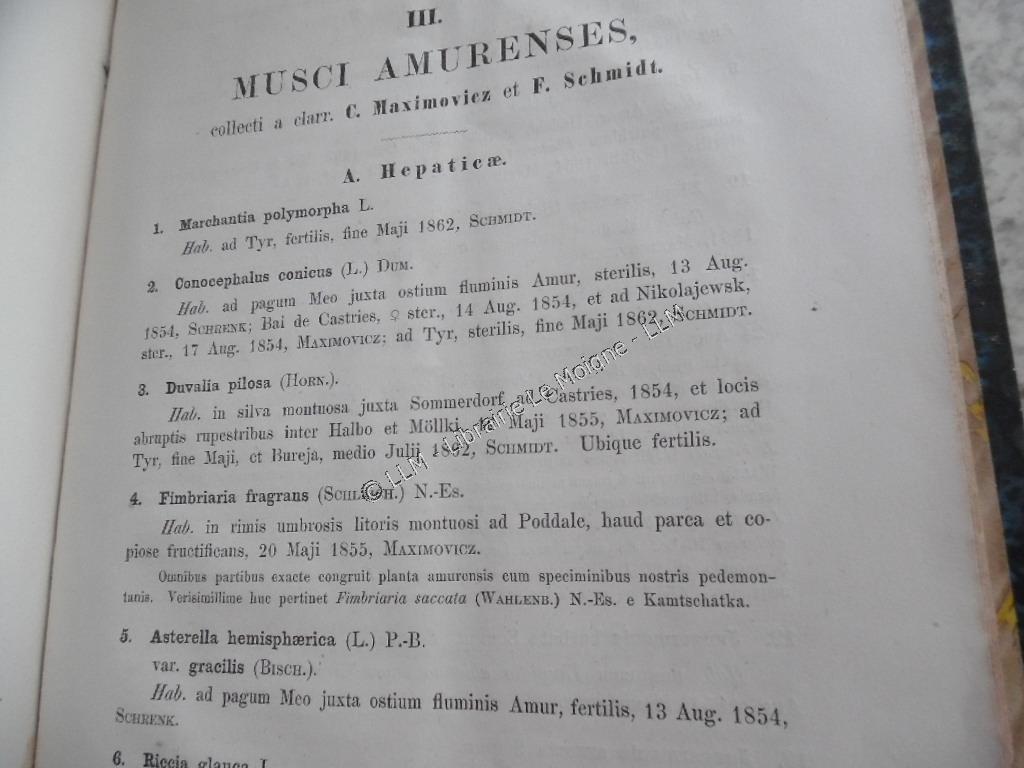 III.
MUSCI AMURENSES,
collecti a clarr. C. Maximovicz et F. Schmidt.
A. Hepaticæ.
1. Marchantia polymorpha L.
Hab. ad Tyr, fertilis, fine Maji 1862, SCHMIDT.
2. Conocephalus conicus (L.) DUM.
Hab. ad pagum Meo juxta ostium fluminis Amur, sterilis, 13 Aug.
1854, SCHRENK; Bai de Castries, ♀ ster., 14 Aug. 1854, et ad Nikolajewsk,
ster., 17 Aug. 1854, MAXIMOVICZ; ad Tyr, sterilis, fine Maji 1862, SCHMIDT.
3. Duvalia pilosa (HORN.).
Hab. in silva montuosa juxta Sommerdorf, ad Castries, 1854, et locis
abruptis rupestribus inter Halbo et Möllki, Maji 1855, MAXIMOVICZ; ad
Tyr, fine Maji, et Bureja, medio Julii 1862, SCHMIDT. Ubique fertilis.
4. Fimbriaria fragrans (SCHLEICH.) N.-Es.
Hab. in rimis umbrosis litoris montuosi ad Poddale, haud parca et co-
piose fructificans, 20 Maji 1855, MAXIMOVICZ.
Omnibus partibus exacte congruit planta amurensis cum speciminibus nostris pedemon-
tanis. Verisimillime huc pertinet Fimbriaria saccata (WAHLENB.) N.-Es. e Kamtschatka.
5. Asterella hemisphærica (L.) P.-B.
var. gracilis (BISCH.).
Hab. ad pagum Meo juxta ostium fluminis Amur, fertilis, 13 Aug. 1854,
SCHRENK.
6. Riccia glauca L.
© LLM - Librairie Le Moigne - LLM